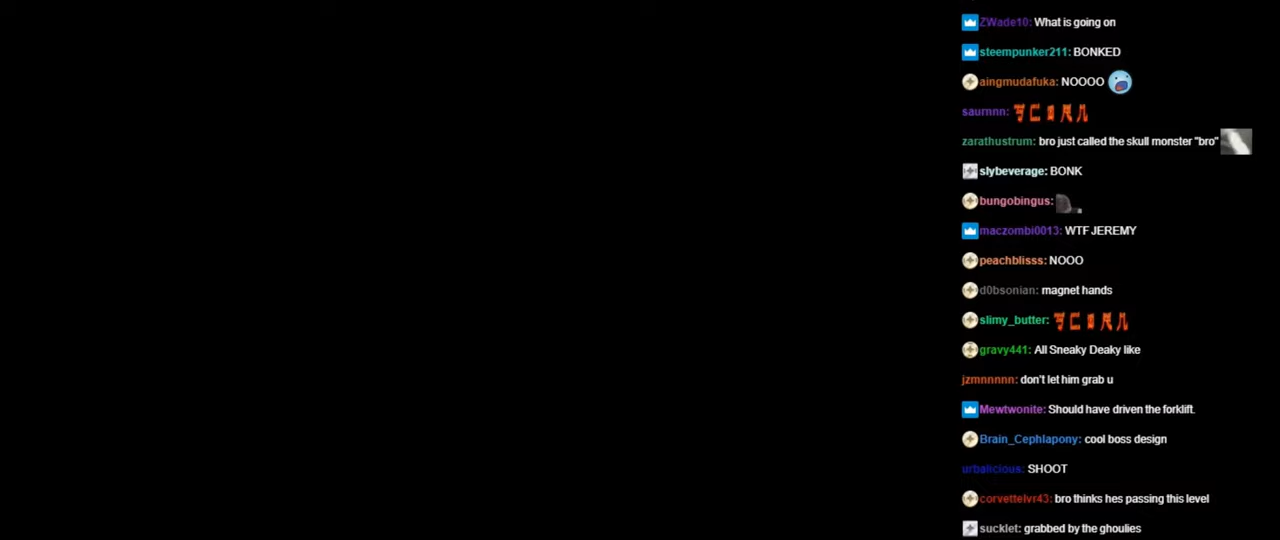 ZWade10: What is going on
steempunker211: BONKED
aingmudafuka: NOOOO
saurnnn:
zarathustrum: bro just called the skull monster "bro"
slybeverage: BONK
bungobingus:
maczombi0013: WTF JEREMY
peachblisss: NOOO
d0bsonian: magnet hands
slimy_butter:
gravy441: All Sneaky Deaky like
jzmnnnnn: don't let him grab u
Mewtwonite: Should have driven the forklift.
Brain_Cephlapony: cool boss design
urbalicious: SHOOT
corvettelvr43: bro thinks hes passing this level
sucklet: grabbed by the ghoulies